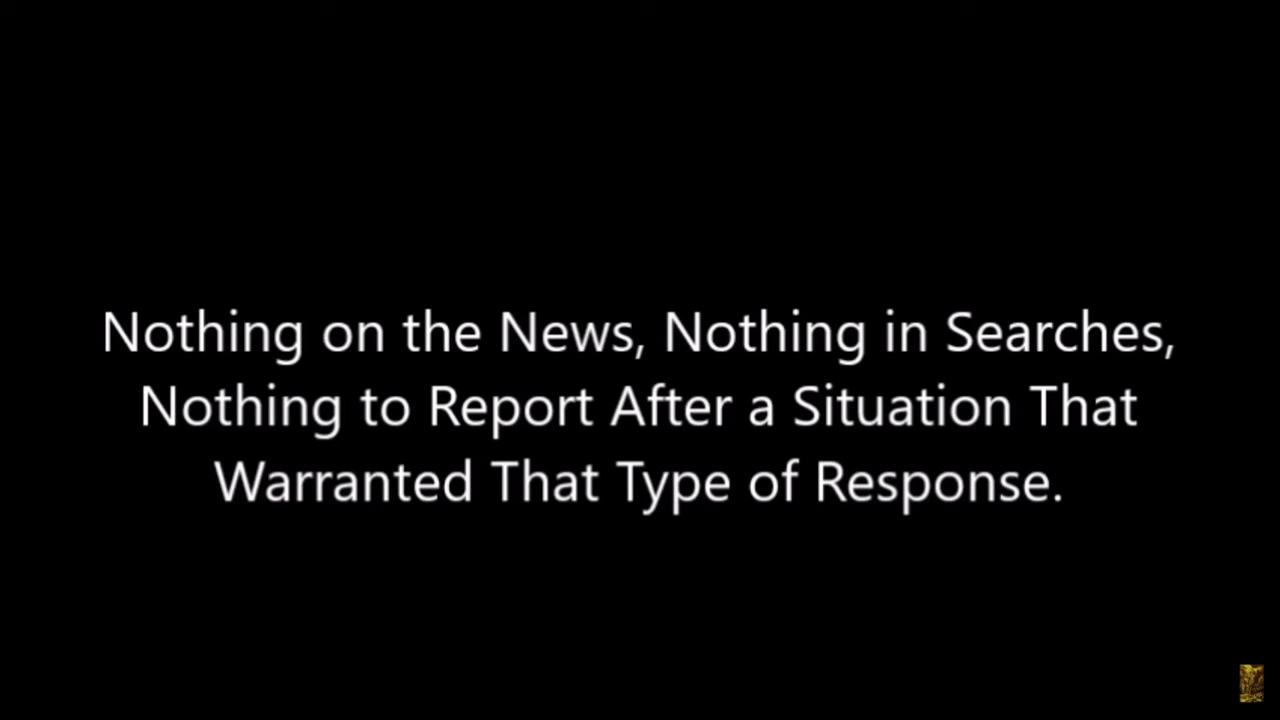 Nothing on the News, Nothing in Searches,
Nothing to Report After a Situation That
Warranted That Type of Response.